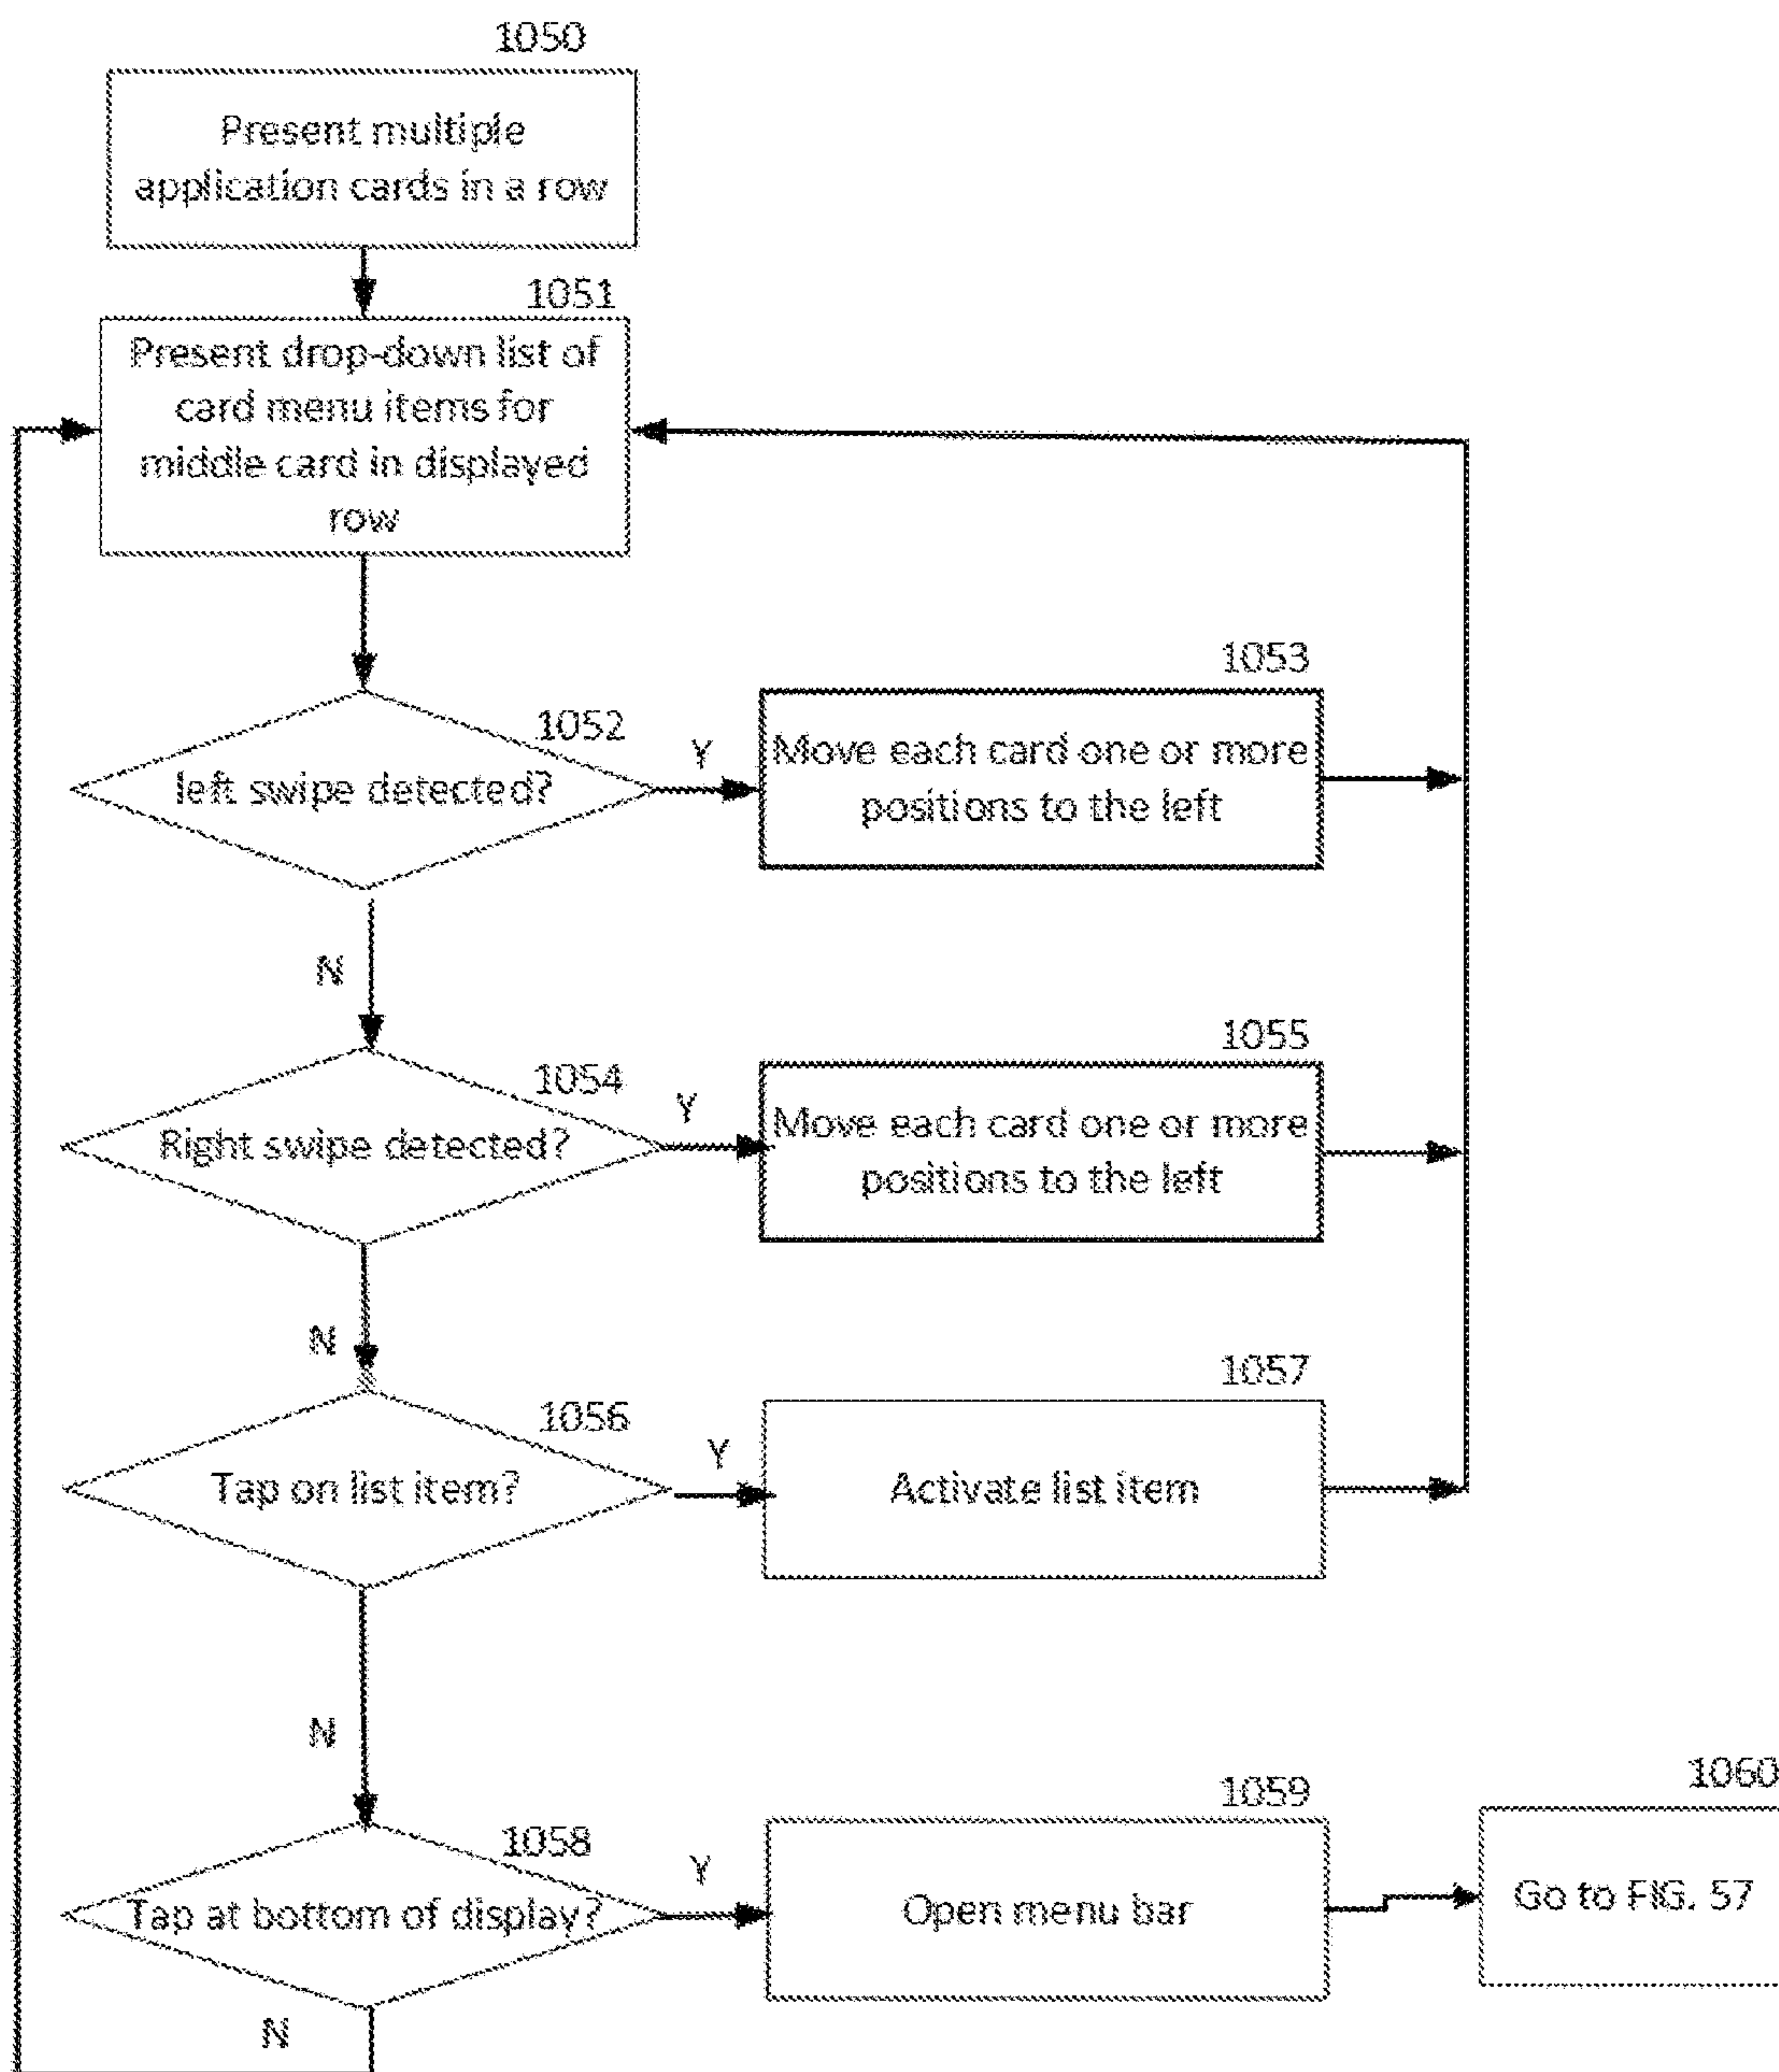 1050
Present multiple
application cards in a row
1051
Present drop-down list of
card menu items for
middle card in displayed
row
1052
left swipe detected?
Y
1053
Move each card one or more
positions to the left
N
1054
Right swipe detected?
Y
1055
Move each card one or more
positions to the left
N
1056
Tap on list item?
Y
1057
Activate list item
N
1058
Tap at bottom of display?
Y
1059
Open menu bar
1060
Go to FIG. 57
N